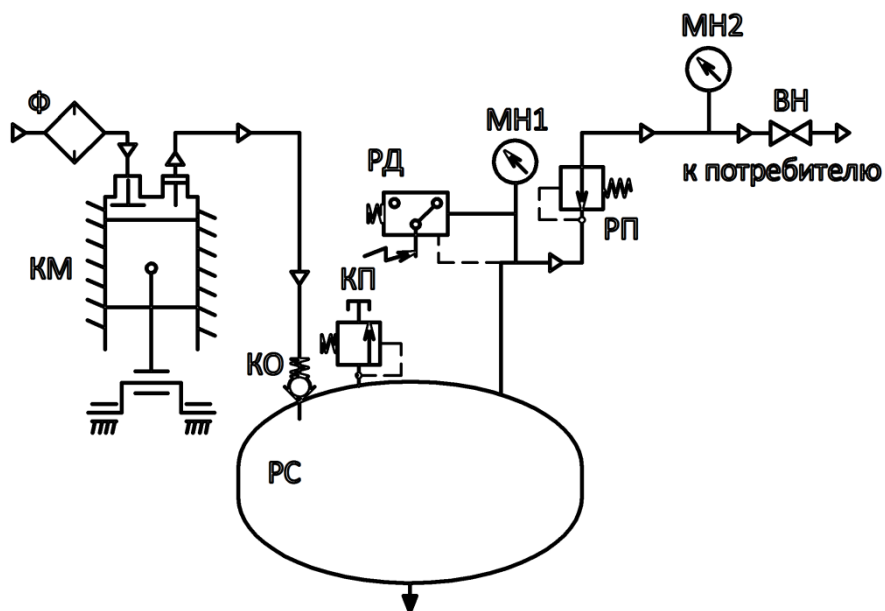 МН2
Ф
ВН
МН1
РД
к потребителю
РП
КМ
КП
КО
РС